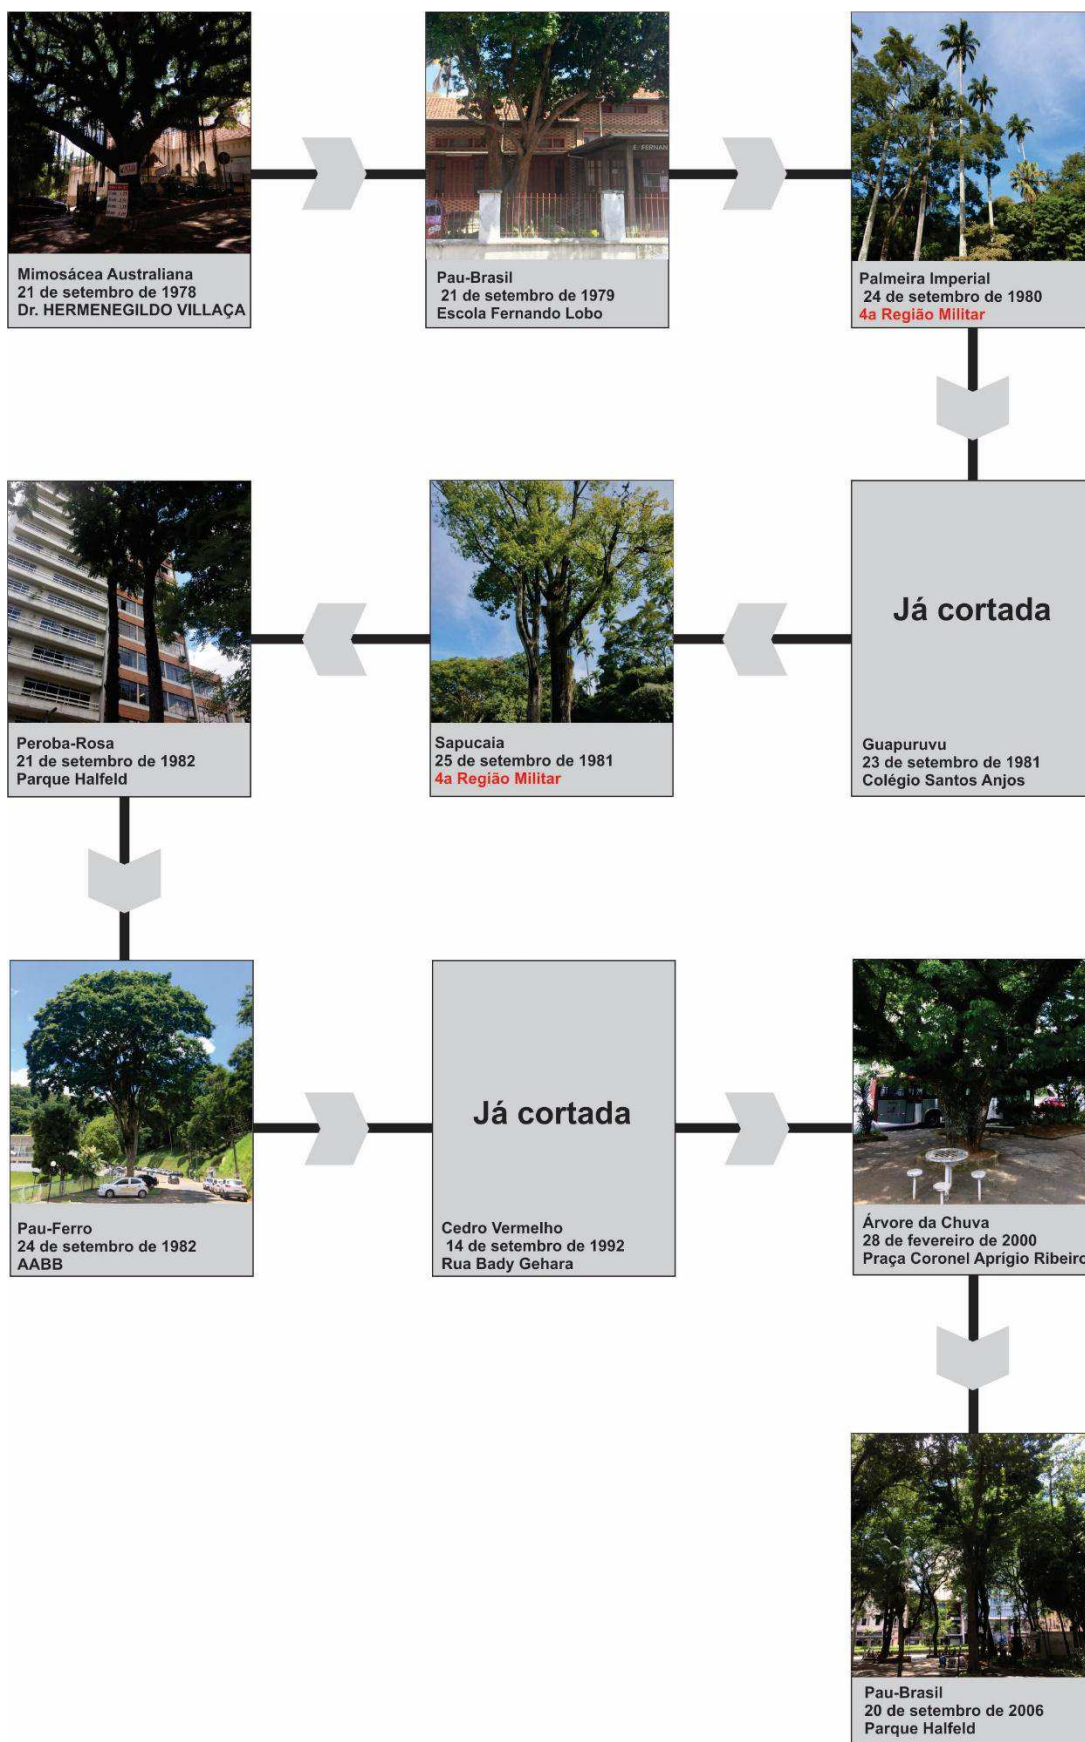 E. FERNAN
Mimosácea Australiana
21 de setembro de 1978
Dr. HERMENEGILDO VILLAÇA
Pau-Brasil
21 de setembro de 1979
Escola Fernando Lobo
Palmeira Imperial
24 de setembro de 1980
4a Região Militar
Já cortada
Guapuruvu
23 de setembro de 1981
Colégio Santos Anjos
Sapucaia
25 de setembro de 1981
4a Região Militar
Peroba-Rosa
21 de setembro de 1982
Parque Halfeld
Pau-Ferro
24 de setembro de 1982
AABB
Já cortada
Cedro Vermelho
14 de setembro de 1992
Rua Bady Gehara
Árvore da Chuva
28 de fevereiro de 2000
Praça Coronel Aprígio Ribeiro
Pau-Brasil
20 de setembro de 2006
Parque Halfeld